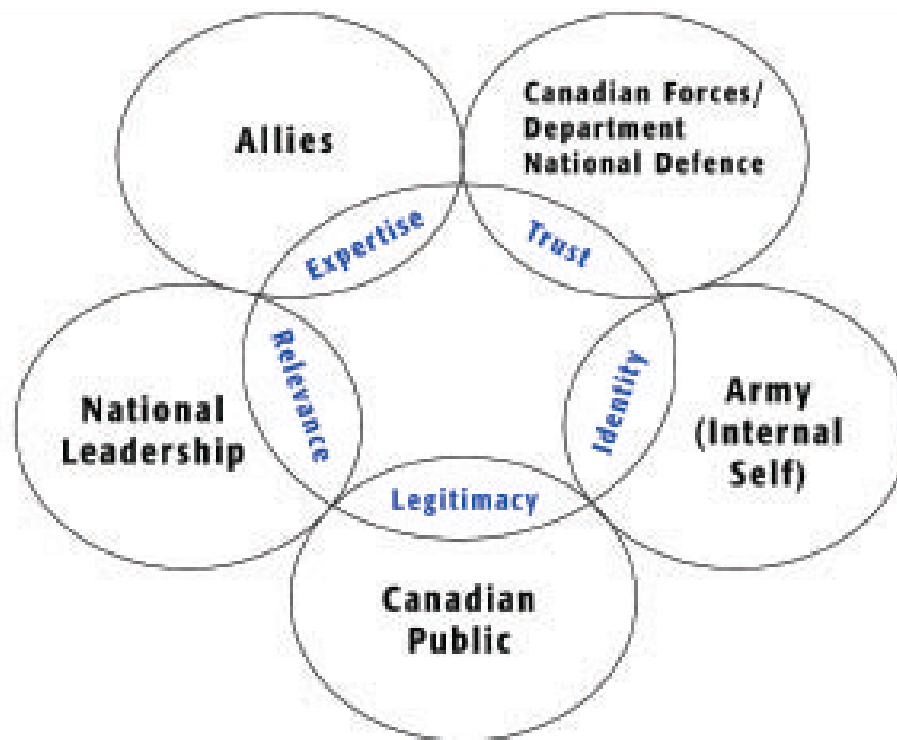 Allies
Canadian Forces/
Department
National Defence
Expertise
Trust
Relevance
Identity
National
Leadership
Army
(Internal
Self)
Legitimacy
Canadian
Public